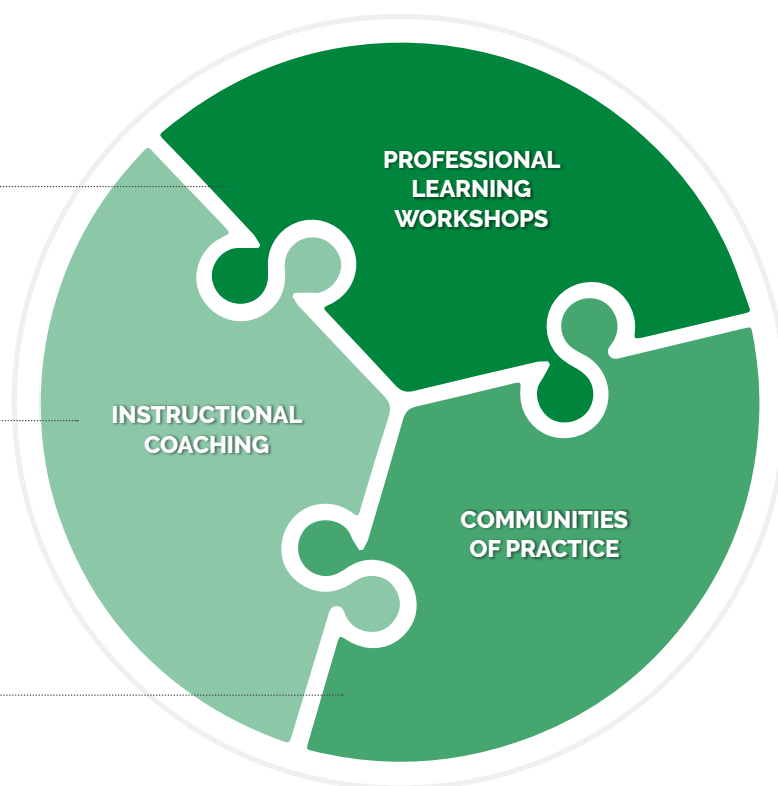 PROFESSIONAL
LEARNING
WORKSHOPS
INSTRUCTIONAL
COACHING
COMMUNITIES
OF PRACTICE